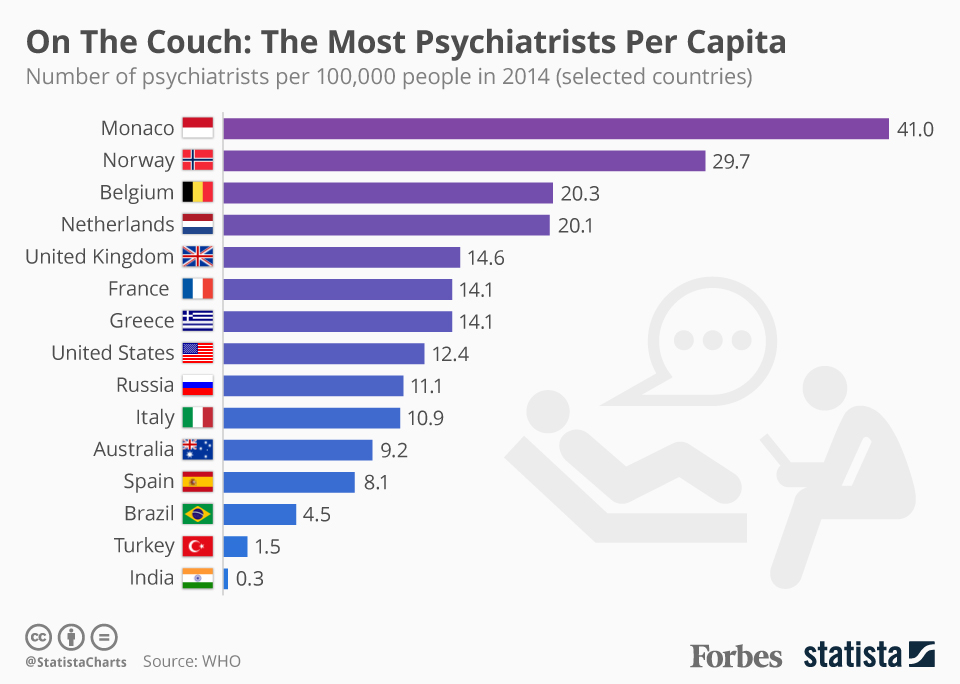 On The Couch: The Most Psychiatrists Per Capita
Number of psychiatrists per 100,000 people in 2014 (selected countries)
Monaco 41.0
Norway 29.7
Belgium 20.3
Netherlands 20.1
United Kingdom 14.6
France 14.1
Greece 14.1
United States 12.4
Russia 11.1
Italy 10.9
Australia 9.2
Spain 8.1
Brazil 4.5
Turkey 1.5
India 0.3
cc
@StatistaCharts Source: WHO
Forbes statista